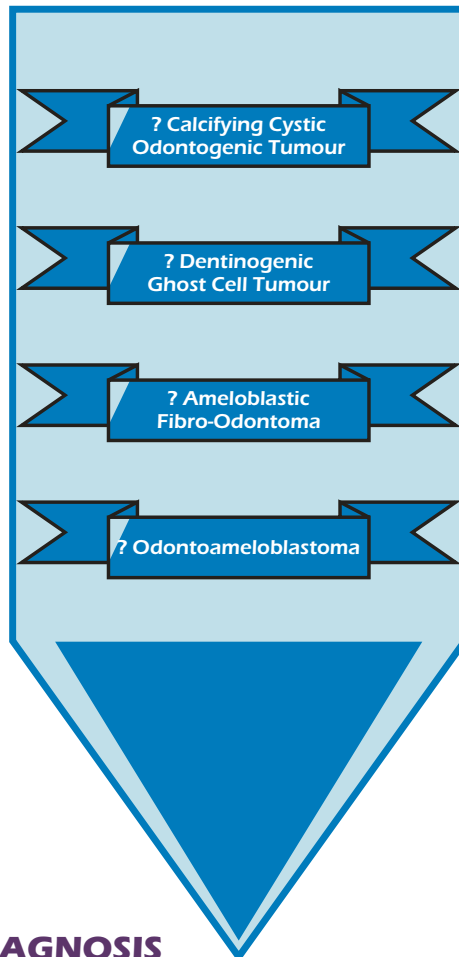 ? Calcifying Cystic
Odontogenic Tumour
? Dentinogenic
Ghost Cell Tumour
? Ameloblastic
Fibro-Odontoma
? Odontoameloblastoma
AGNOSIS